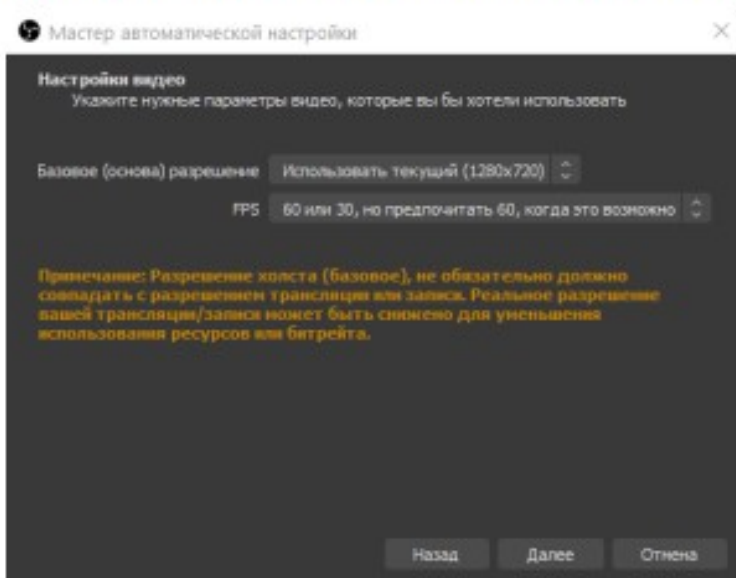 Мастер автоматической настройки
Настройки видео
Укажите нужные параметры видео, которые вы бы хотели использовать
Базовое (основа) разрешение Использовать текущий (1280x720)
FPS 60 или 30, но предпочитать 60, когда это возможно
Примечание: Разрешение холста (базовое), не обязательно должно
совпадать с разрешением трансляции или записи. Реальное разрешение
вашей трансляции/записи может быть снижено для уменьшения
использования ресурсов или битрейта.
Назад Далее Отмена